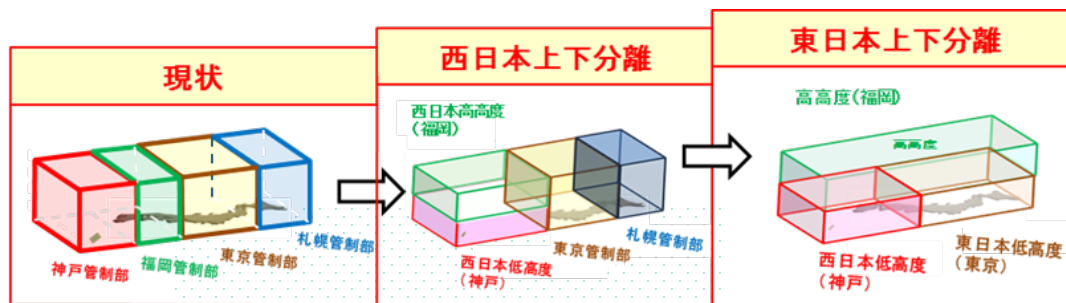 現状
神戸管制部
福岡管制部
東京管制部
札幌管制部
西日本上下分離
西日本高高度
(福岡)
西日本低高度
(神戸)
東京管制部
札幌管制部
東日本上下分離
高高度(福岡)
高高度
西日本低高度
(神戸)
東日本低高度
(東京)